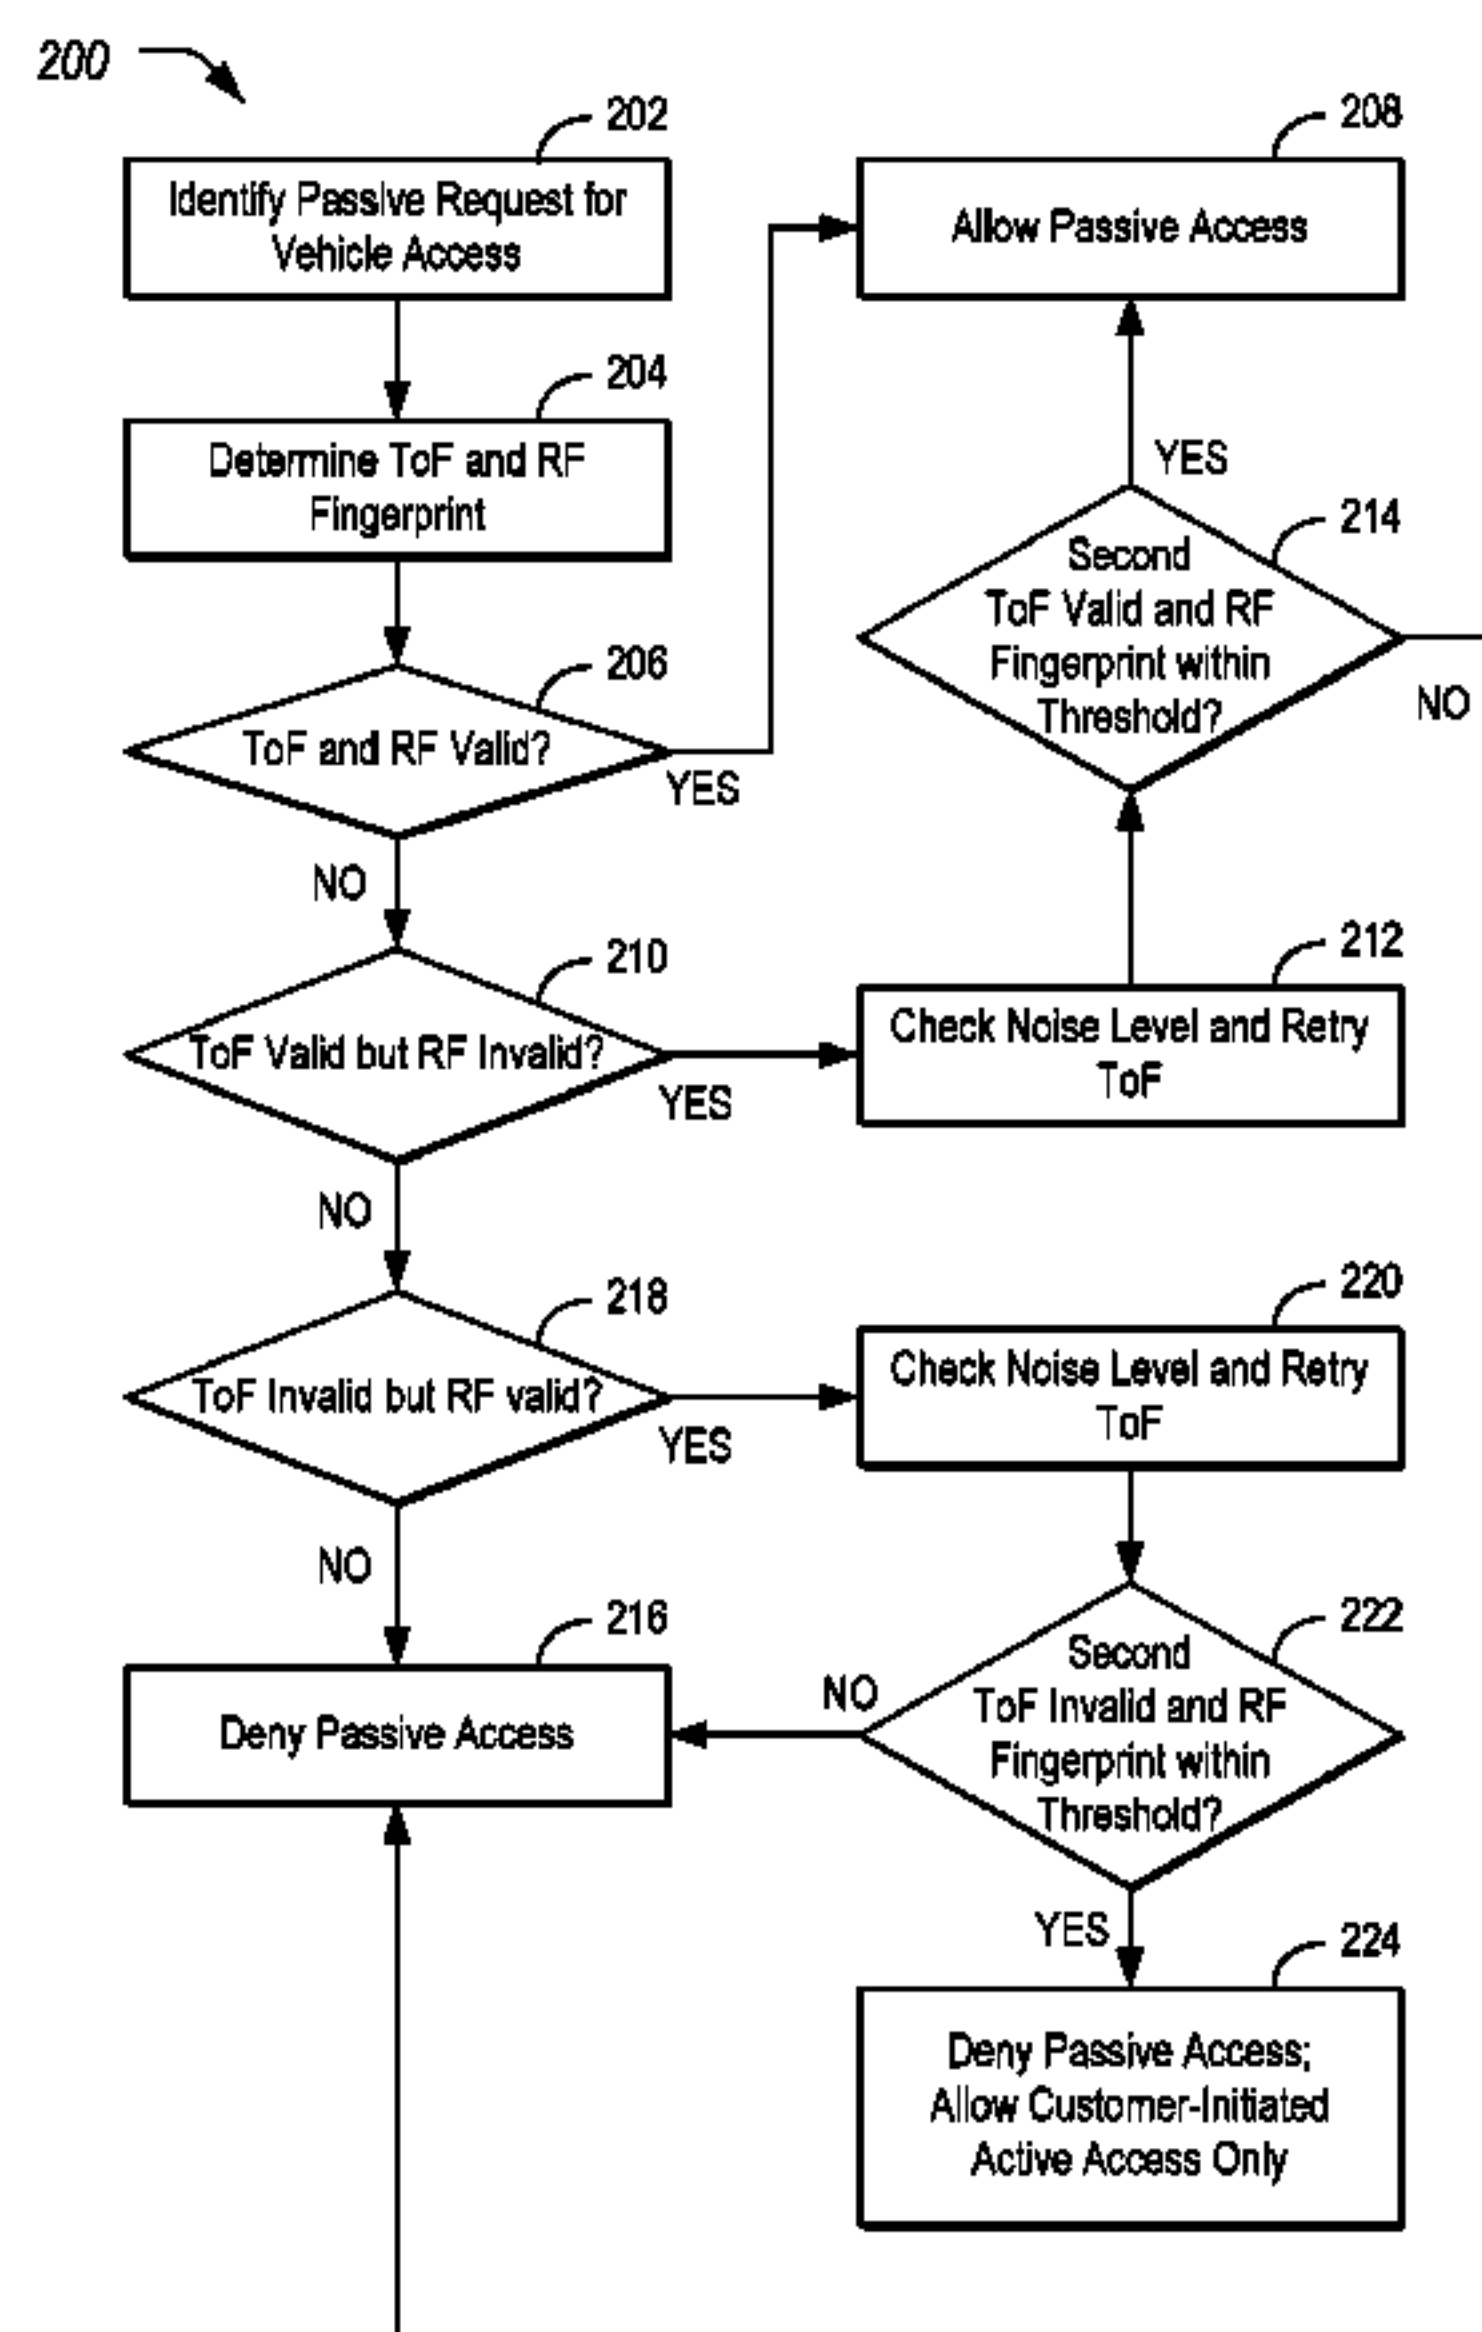 200
202
Identify Passive Request for
Vehicle Access
204
Determine ToF and RF
Fingerprint
206
ToF and RF Valid?
YES
NO
208
Allow Passive Access
YES
214
Second
ToF Valid and RF
Fingerprint within
Threshold?
NO
210
ToF Valid but RF Invalid?
YES
NO
212
Check Noise Level and Retry
ToF
218
ToF Invalid but RF valid?
YES
NO
220
Check Noise Level and Retry
ToF
216
Deny Passive Access
222
Second
ToF Invalid and RF
Fingerprint within
Threshold?
NO
YES
224
Deny Passive Access;
Allow Customer-Initiated
Active Access Only